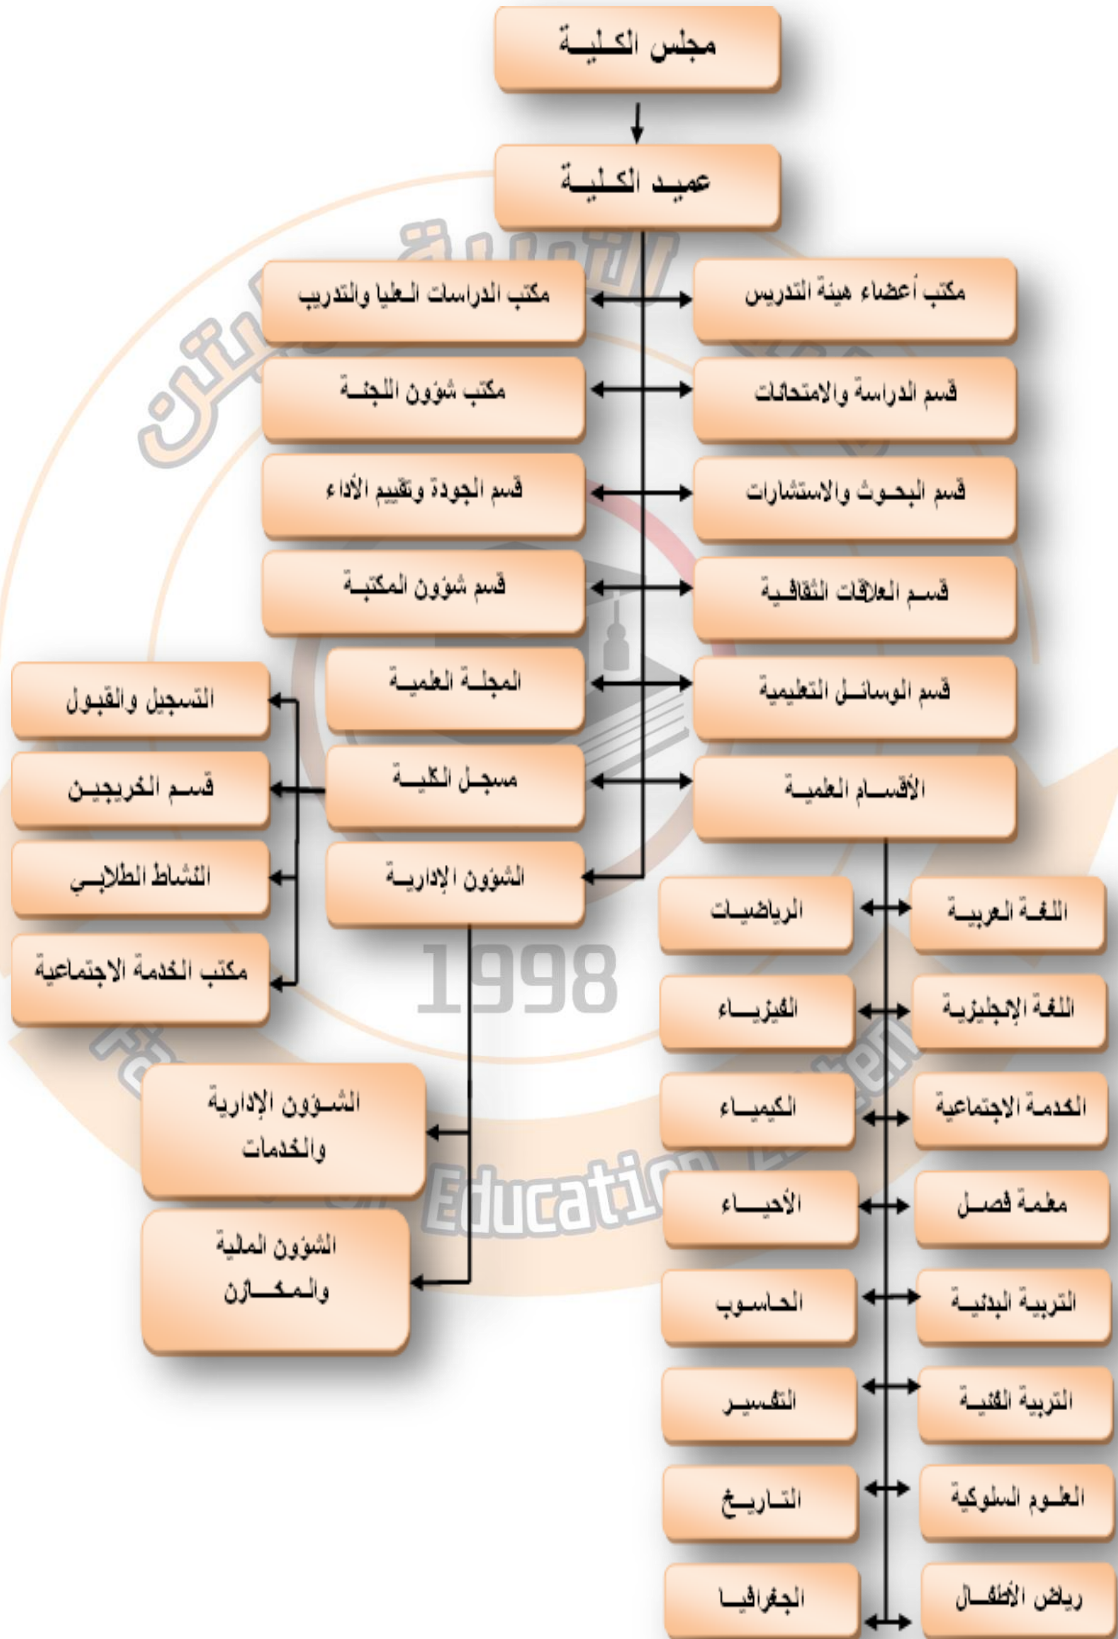 مجلس الكلية
عميد الكلية
مكتب أعضاء هيئة التدريس
مكتب الدراسات العليا والتدريب
قسم الدراسة والامتحانات
مكتب شؤون اللجنة
قسم البحوث والاستشارات
قسم الجودة وتقييم الأداء
قسم العلاقات الثقافية
قسم شؤون المكتبة
قسم الوسائل التعليمية
المجلة العلمية
الأقسام العلمية
مسجل الكلية
الشؤون الإدارية
التسجيل والقبول
قسم الخريجين
النشاط الطلابي
مكتب الخدمة الاجتماعية
الشؤون الإدارية
والخدمات
الشؤون المالية
والمخازن
اللغة العربية
الرياضيات
اللغة الإنجليزية
الفيزياء
الخدمة الاجتماعية
الكيمياء
معلمة فصل
الأحياء
التربية البدنية
الحاسوب
التربية الفنية
التفسير
العلوم السلوكية
التاريخ
رياض الأطفال
الجغرافيا
1998
Education